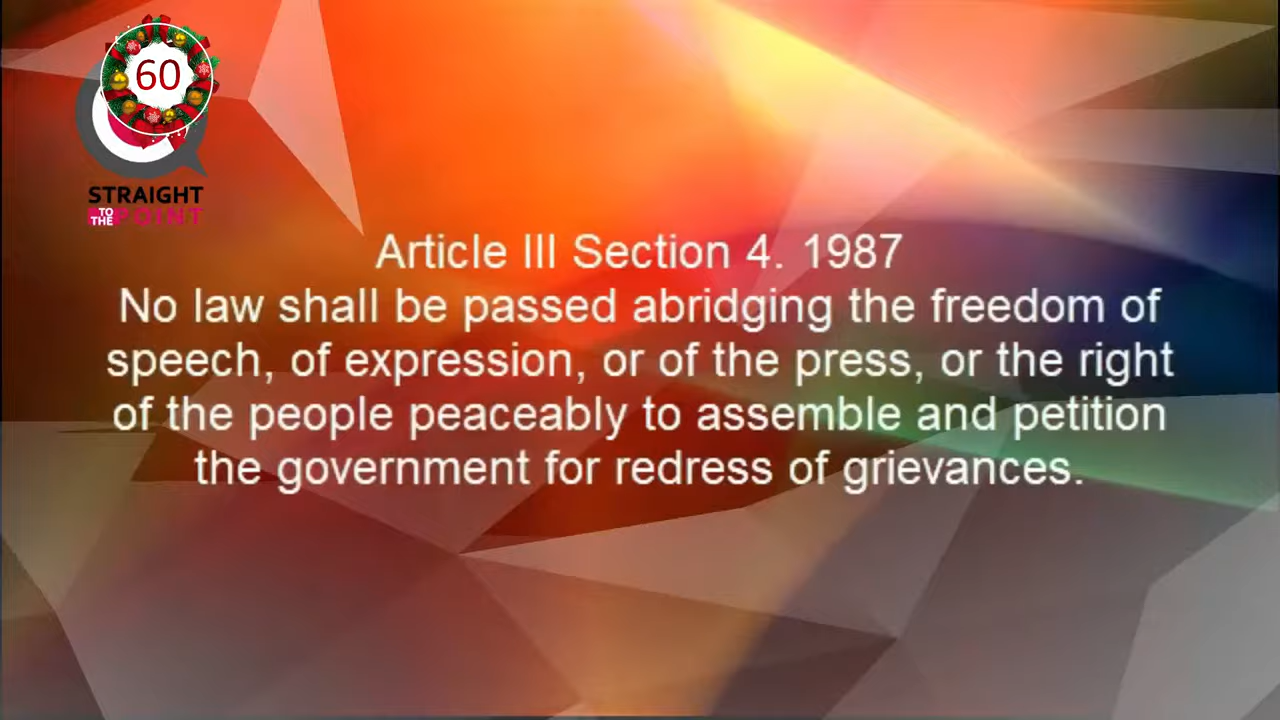 60
STRAIGHT
TO THE POINT
Article III Section 4. 1987
No law shall be passed abridging the freedom of
speech, of expression, or of the press, or the right
of the people peaceably to assemble and petition
the government for redress of grievances.